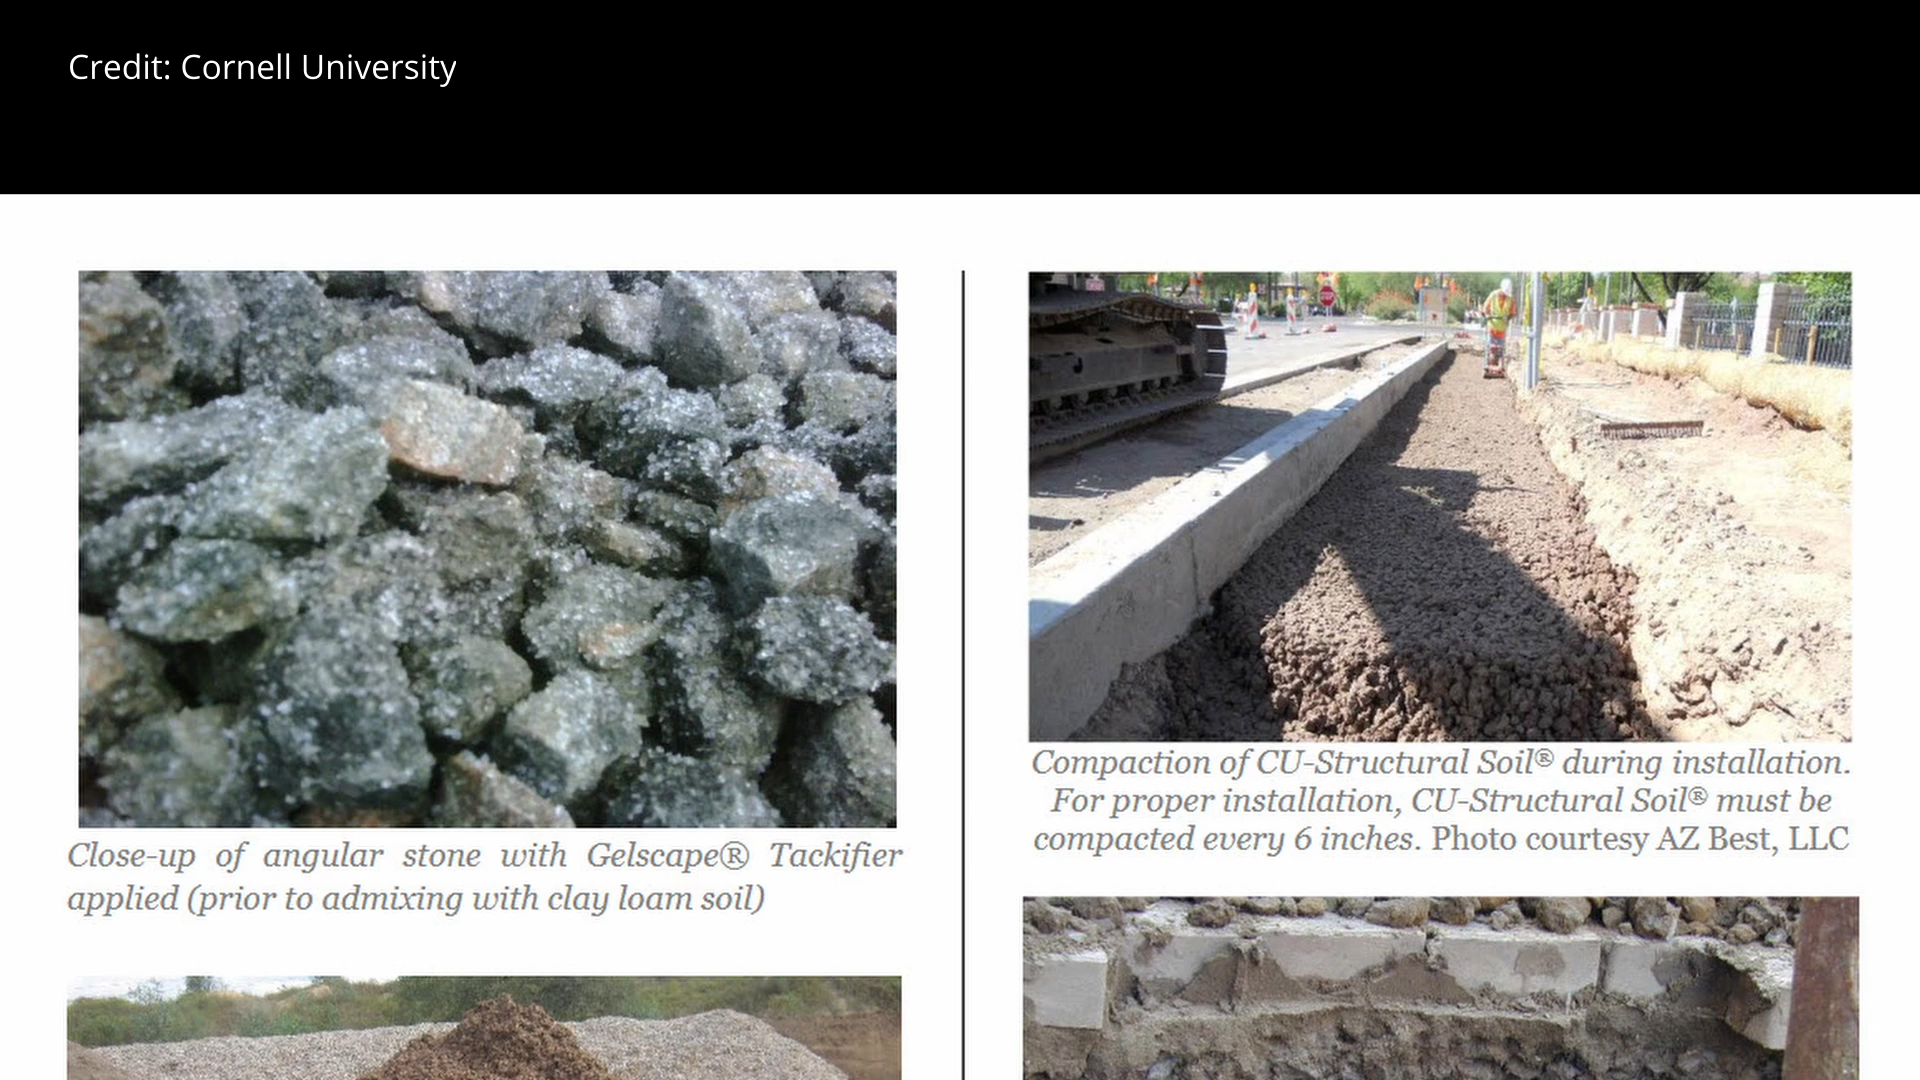 Credit: Cornell University
Close-up of angular stone with Gelscape® Tackifier
applied (prior to admixing with clay loam soil)
Compaction of CU-Structural Soil® during installation.
For proper installation, CU-Structural Soil® must be
compacted every 6 inches. Photo courtesy AZ Best, LLC